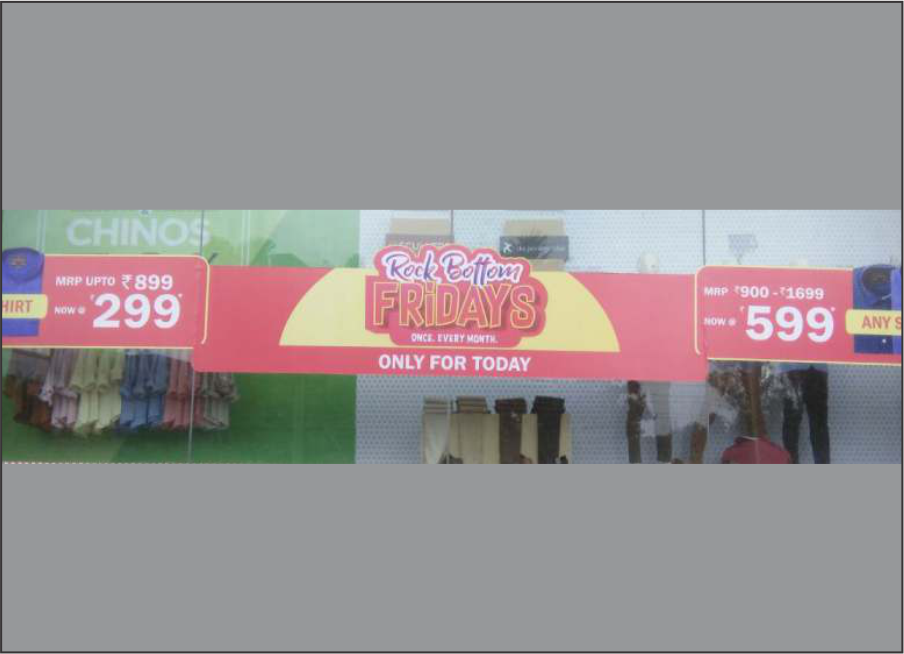 CHINOS
HIRT
MRP UPTO ₹899
NOW @ ₹299*
Rock Bottom
FRiDAYS
ONCE. EVERY MONTH.
ONLY FOR TODAY
MRP ₹900 - ₹1699
NOW @ ₹599*
ANY S